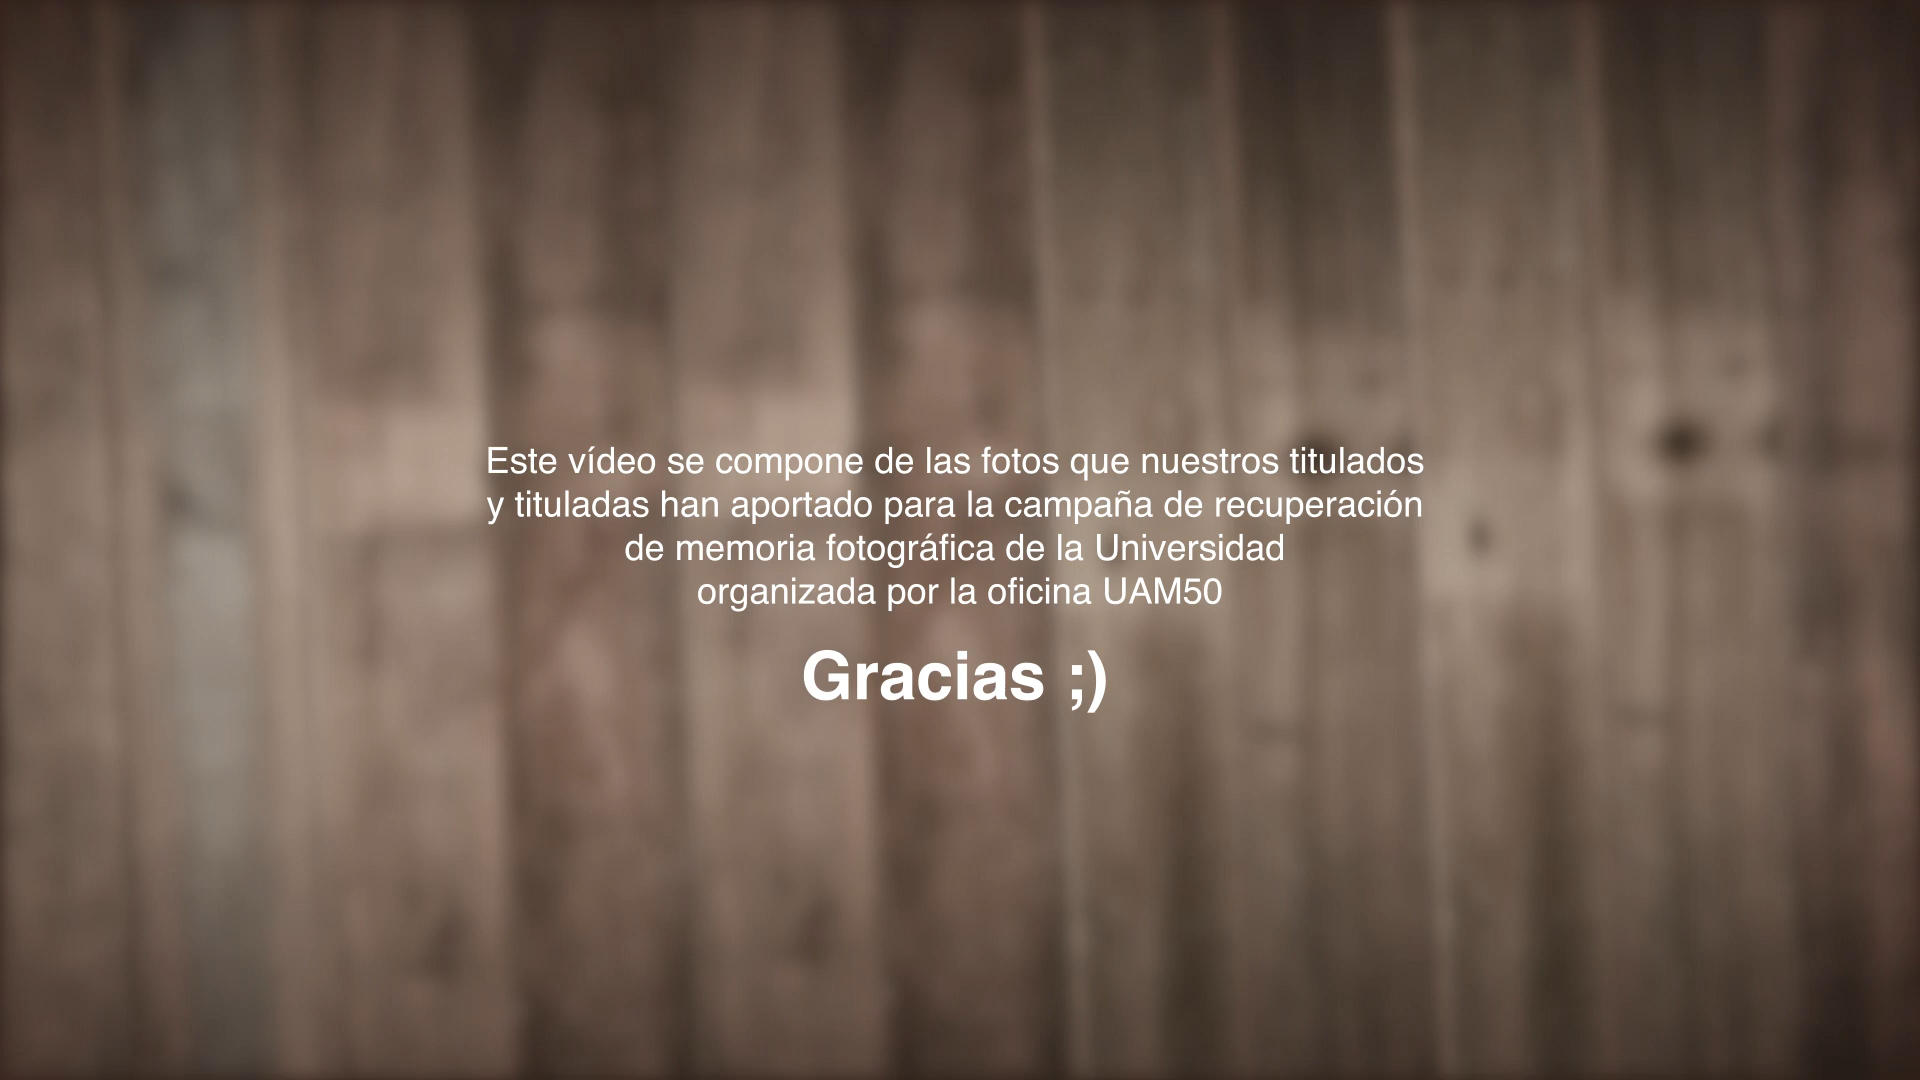 Este vídeo se compone de las fotos que nuestros titulados
y tituladas han aportado para la campaña de recuperación
de memoria fotográfica de la Universidad
organizada por la oficina UAM50
Gracias ;)